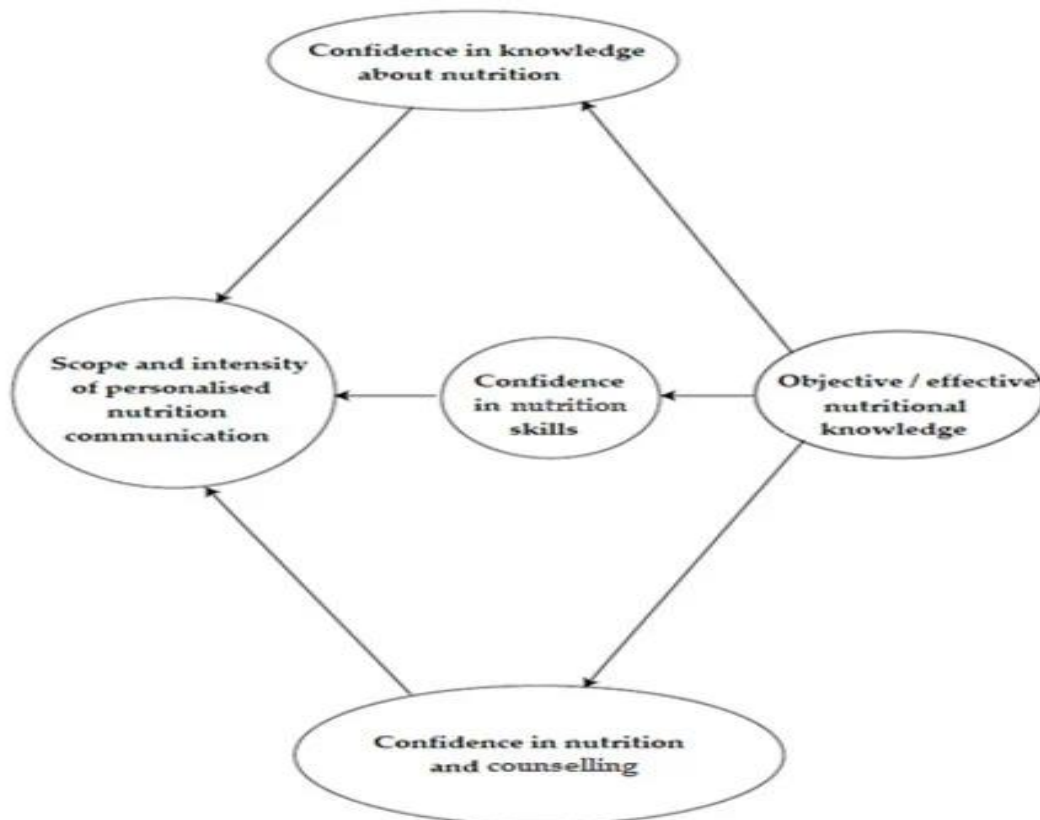 Confidence in knowledge
about nutrition
Scope and intensity
of personalised
nutrition
communication
Confidence
in nutrition
skills
Objective / effective
nutritional
knowledge
Confidence in nutrition
and counselling